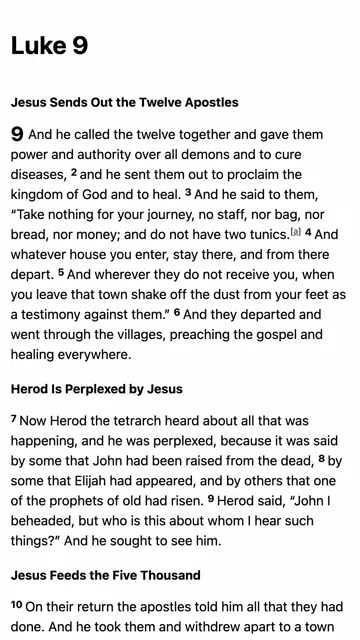 Luke 9
Jesus Sends Out the Twelve Apostles
9 And he called the twelve together and gave them
power and authority over all demons and to cure
diseases, 2 and he sent them out to proclaim the
kingdom of God and to heal. 3 And he said to them,
“Take nothing for your journey, no staff, nor bag, nor
bread, nor money; and do not have two tunics.[a] 4 And
whatever house you enter, stay there, and from there
depart. 5 And wherever they do not receive you, when
you leave that town shake off the dust from your feet as
a testimony against them.” 6 And they departed and
went through the villages, preaching the gospel and
healing everywhere.
Herod Is Perplexed by Jesus
7 Now Herod the tetrarch heard about all that was
happening, and he was perplexed, because it was said
by some that John had been raised from the dead, 8 by
some that Elijah had appeared, and by others that one
of the prophets of old had risen. 9 Herod said, “John I
beheaded, but who is this about whom I hear such
things?” And he sought to see him.
Jesus Feeds the Five Thousand
10 On their return the apostles told him all that they had
done. And he took them and withdrew apart to a town